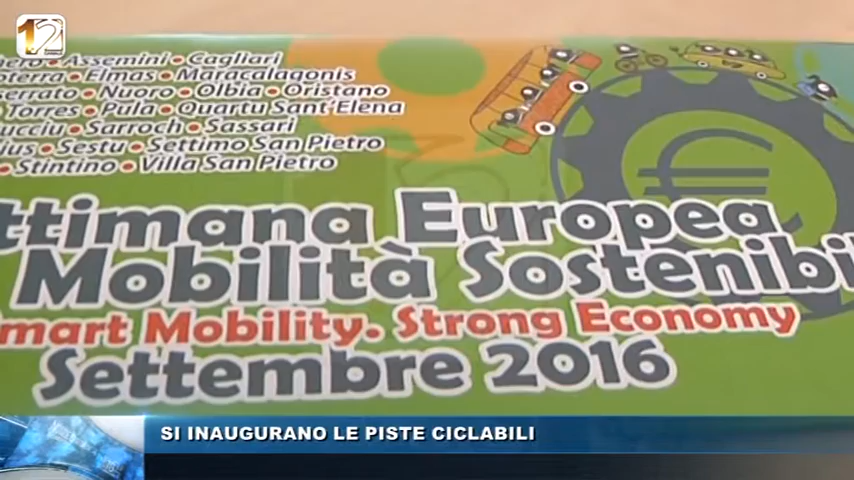 12
Assemini • Cagliari
• Elmas • Maracalagonis
• Nuoro • Olbia • Oristano
Torres • Pula • Quartu Sant'Elena
• Sarroch • Sassari
• Sestu • Settimo San Pietro •
• Stintino • Villa San Pietro
€
Europea
Mobilità
Mobility. Strong Economy
Settembre 2016
SI INAUGURANO LE PISTE CICLABILI